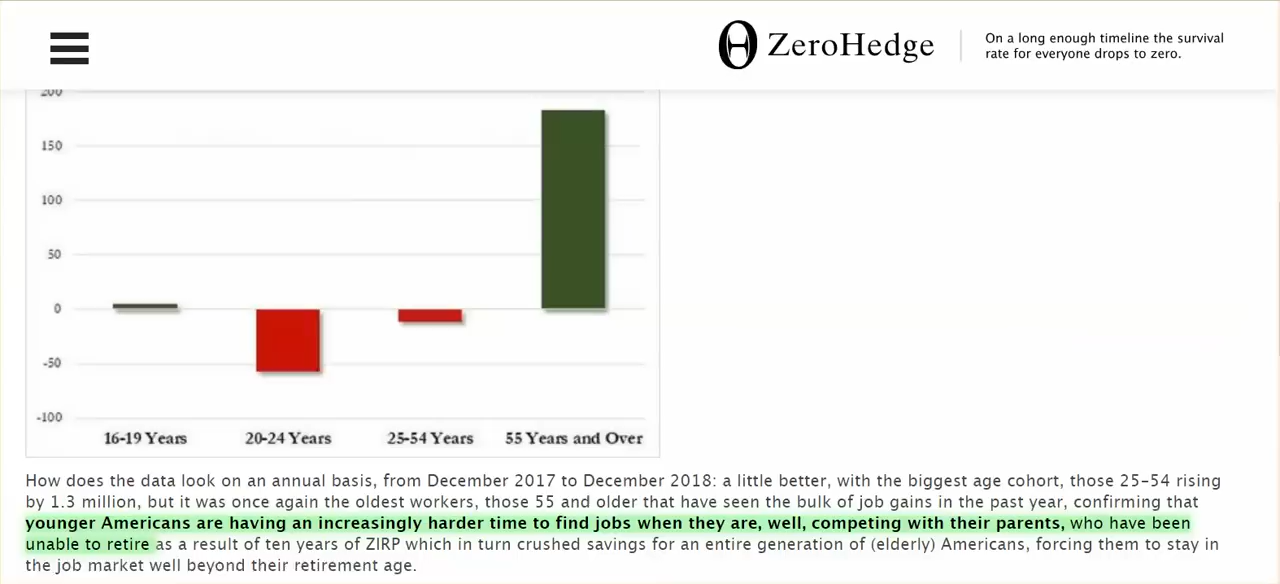 ZeroHedge
On a long enough timeline the survival
rate for everyone drops to zero.
200
150
100
50
0
-50
-100
16-19 Years 20-24 Years 25-54 Years 55 Years and Over
How does the data look on an annual basis, from December 2017 to December 2018: a little better, with the biggest age cohort, those 25-54 rising
by 1.3 million, but it was once again the oldest workers, those 55 and older that have seen the bulk of job gains in the past year, confirming that
younger Americans are having an increasingly harder time to find jobs when they are, well, competing with their parents, who have been
unable to retire as a result of ten years of ZIRP which in turn crushed savings for an entire generation of (elderly) Americans, forcing them to stay in
the job market well beyond their retirement age.